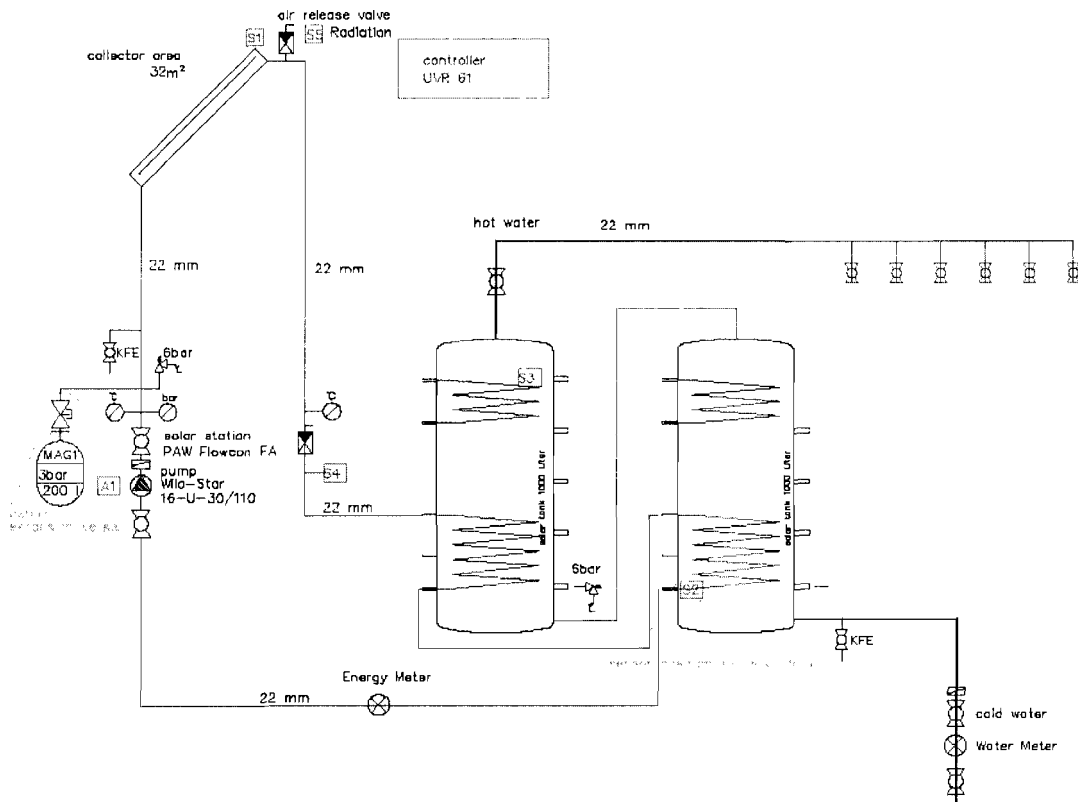 air release valve
S1
S5 Radiation
collector area
32m²
controller
UVR 61
hot water
22 mm
22 mm
22 mm
KFE
6bar
°C
bar
°C
S3
solar station
PAW Flowcon FA
MAG1
3bar
200 l
A1
pump
Wilo-Star
16-U-30/110
S4
22 mm
solar tank 1000 Liter
solar tank 1000 Liter
6bar
S2
KFE
Energy Meter
22 mm
cold water
Water Meter